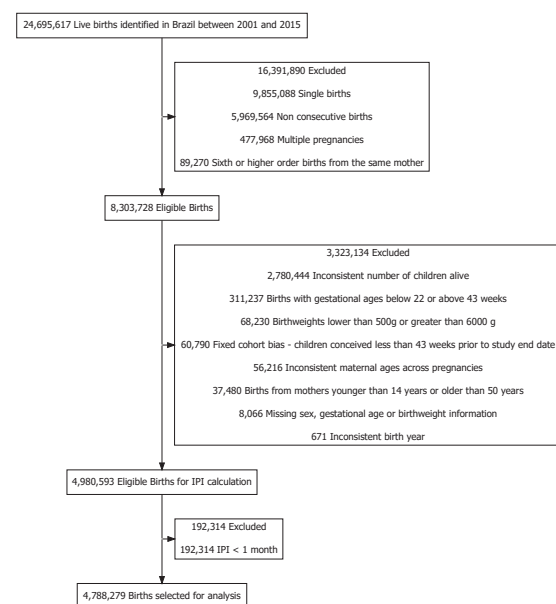 24,695,617 Live births identified in Brazil between 2001 and 2015
16,391,890 Excluded
9,855,088 Single births
5,969,564 Non consecutive births
477,968 Multiple pregnancies
89,270 Sixth or higher order births from the same mother
8,303,728 Eligible Births
3,323,134 Excluded
2,780,444 Inconsistent number of children alive
311,237 Births with gestational ages below 22 or above 43 weeks
68,230 Birthweights lower than 500g or greater than 6000 g
60,790 Fixed cohort bias - children conceived less than 43 weeks prior to study end date
56,216 Inconsistent maternal ages across pregnancies
37,480 Births from mothers younger than 14 years or older than 50 years
8,066 Missing sex, gestational age or birthweight information
671 Inconsistent birth year
4,980,593 Eligible Births for IPI calculation
192,314 Excluded
192,314 IPI < 1 month
4,788,279 Births selected for analysis